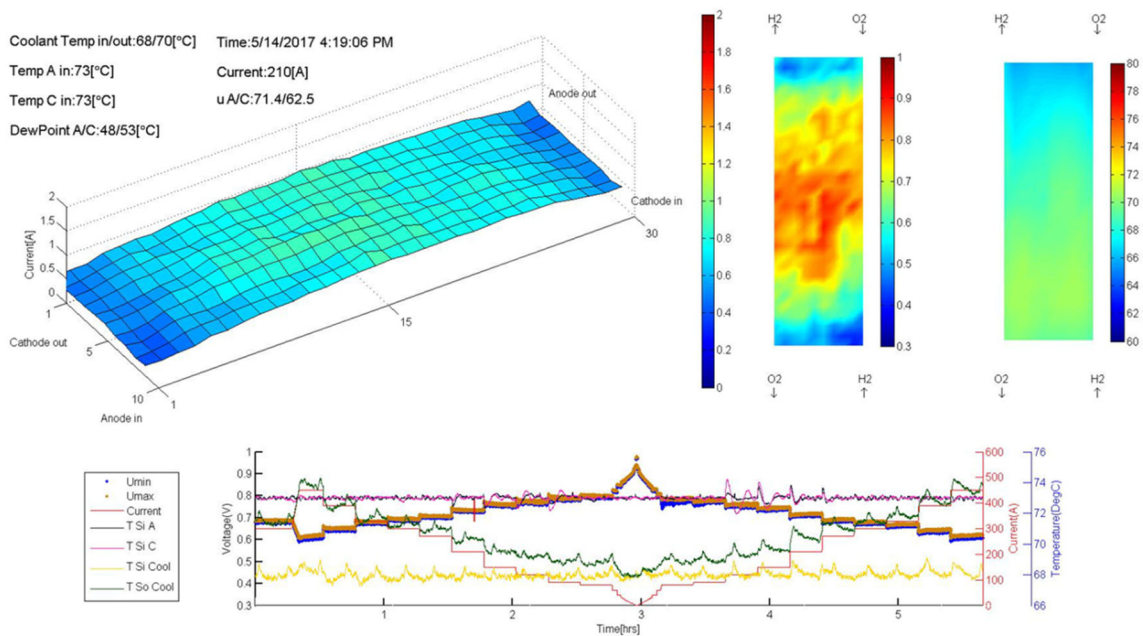 Coolant Temp in/out:68/70[°C]
Time:5/14/2017 4:19:06 PM
Temp A in:73[°C]
Current:210[A]
Temp C in:73[°C]
u A/C:71.4/62.5
DewPoint A/C:48/53[°C]
Anode out
Cathode in
30
15
Current[A]
2
1.5
1
0.5
0
1
Cathode out
5
10
1
Anode in
2
1.8
1.6
1.4
1.2
1
0.8
0.6
0.4
0.2
0
H2
↑
O2
↓
O2
↓
H2
↑
1
0.9
0.8
0.7
0.6
0.5
0.4
0.3
H2
↑
O2
↓
O2
↓
H2
↑
80
78
76
74
72
70
68
66
64
62
60
Umin
Umax
Current
T Si A
T Si C
T Si Cool
T So Cool
Voltage[V]
1
0.9
0.8
0.7
0.6
0.5
0.4
0.3
1
2
3
4
5
Time[hrs]
600
500
400
300
200
100
0
Current(A)
76
74
72
70
68
66
Temperature(DegC)